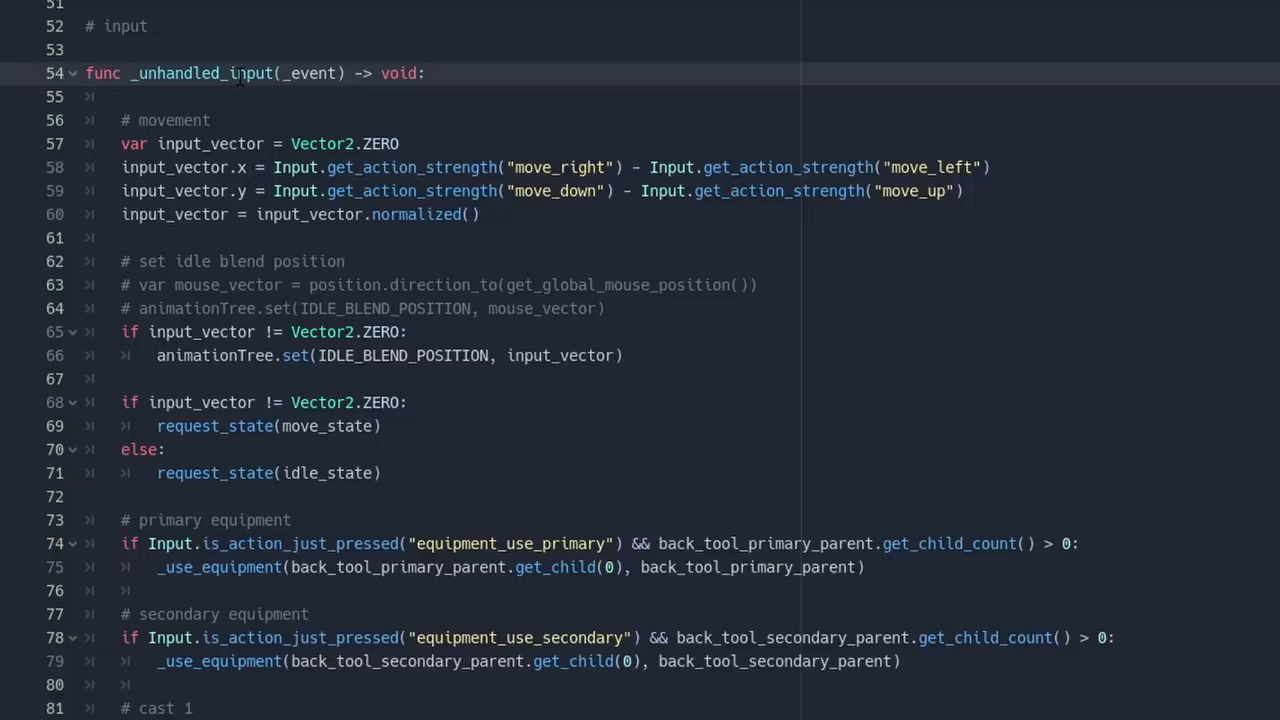 51
52 # input
53
54 func _unhandled_input(_event) -> void:
55
56 # movement
57 var input_vector = Vector2.ZERO
58 input_vector.x = Input.get_action_strength("move_right") - Input.get_action_strength("move_left")
59 input_vector.y = Input.get_action_strength("move_down") - Input.get_action_strength("move_up")
60 input_vector = input_vector.normalized()
61
62 # set idle blend position
63 # var mouse_vector = position.direction_to(get_global_mouse_position())
64 # animationTree.set(IDLE_BLEND_POSITION, mouse_vector)
65 if input_vector != Vector2.ZERO:
66 animationTree.set(IDLE_BLEND_POSITION, input_vector)
67
68 if input_vector != Vector2.ZERO:
69 request_state(move_state)
70 else:
71 request_state(idle_state)
72
73 # primary equipment
74 if Input.is_action_just_pressed("equipment_use_primary") && back_tool_primary_parent.get_child_count() > 0:
75 _use_equipment(back_tool_primary_parent.get_child(0), back_tool_primary_parent)
76
77 # secondary equipment
78 if Input.is_action_just_pressed("equipment_use_secondary") && back_tool_secondary_parent.get_child_count() > 0:
79 _use_equipment(back_tool_secondary_parent.get_child(0), back_tool_secondary_parent)
80
81 # cast 1